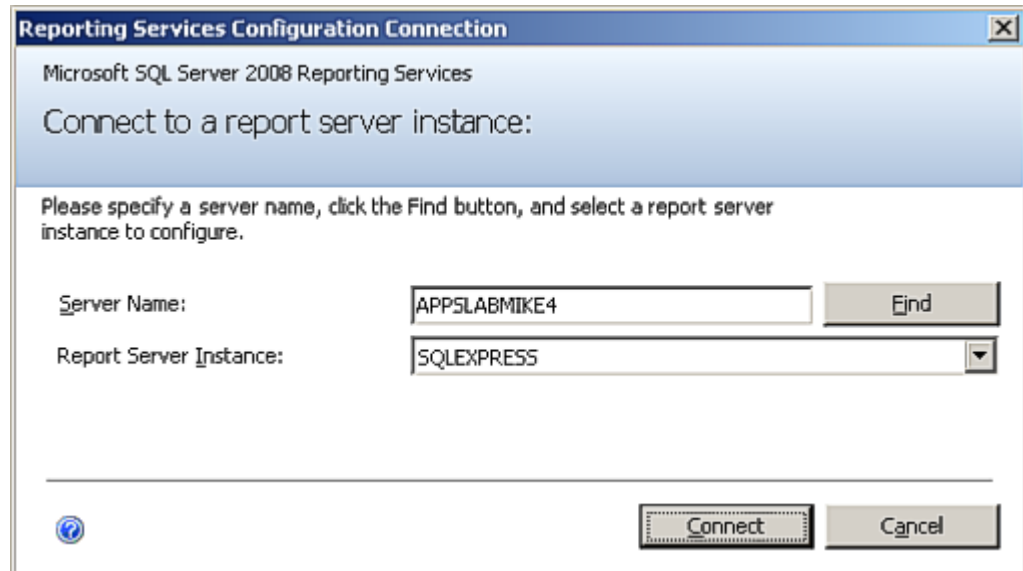 Reporting Services Configuration Connection
Microsoft SQL Server 2008 Reporting Services
Connect to a report server instance:
Please specify a server name, click the Find button, and select a report server
instance to configure.
Server Name: APPSLABMIKE4 Find
Report Server Instance: SQLEXPRESS
Connect Cancel